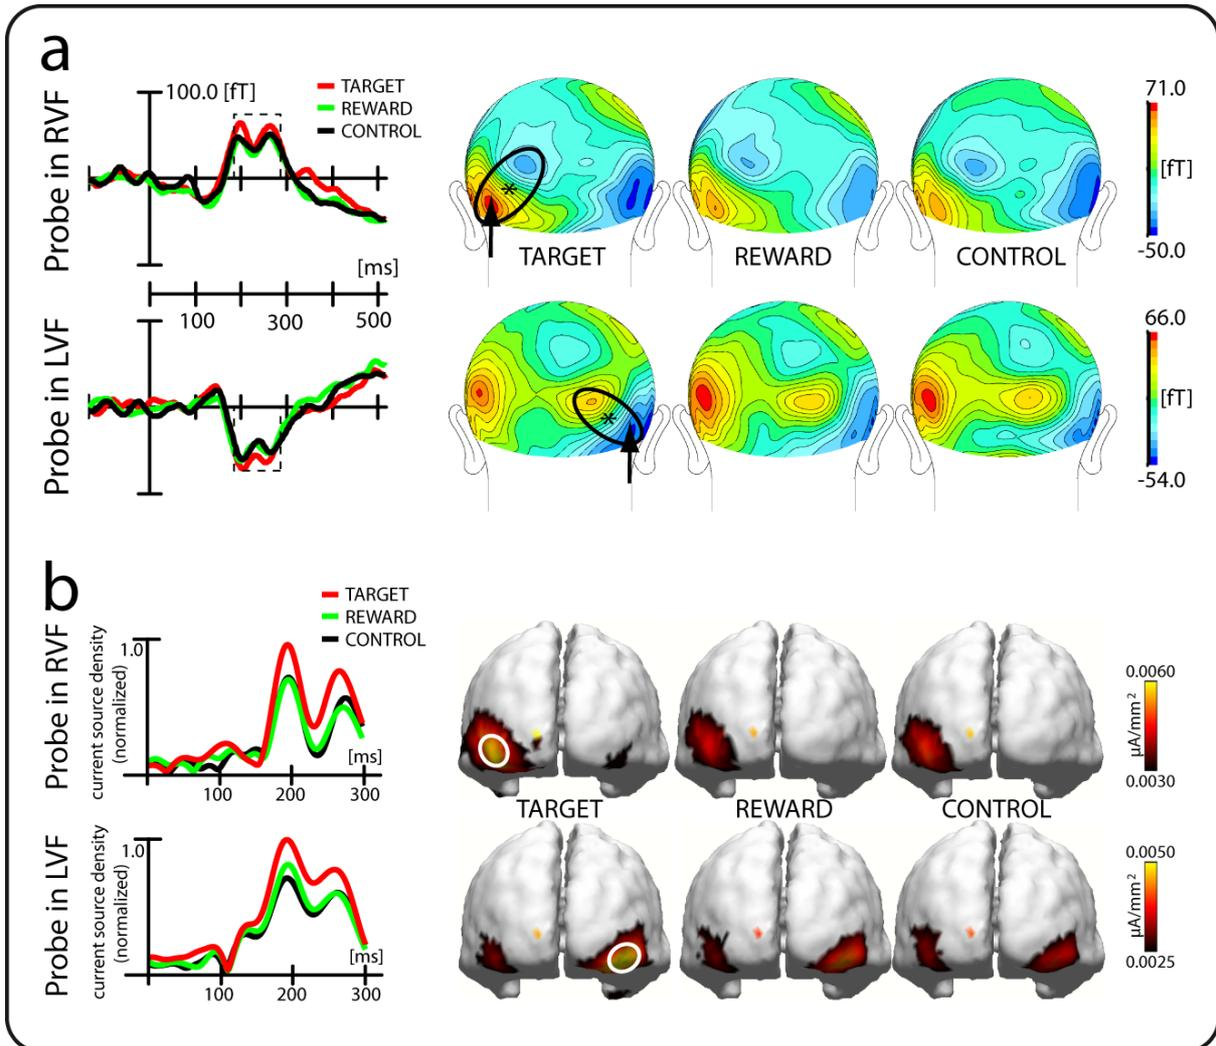 a
Probe in RVF
100.0 [fT]
TARGET
REWARD
CONTROL
*
TARGET
REWARD
CONTROL
71.0
[fT]
-50.0
[ms]
100
300
500
Probe in LVF
*
66.0
[fT]
-54.0
b
TARGET
REWARD
CONTROL
Probe in RVF
current source density
(normalized)
1.0
[ms]
100
200
300
0.0060
µA/mm²
0.0030
TARGET
REWARD
CONTROL
Probe in LVF
current source density
(normalized)
1.0
[ms]
100
200
300
0.0050
µA/mm²
0.0025